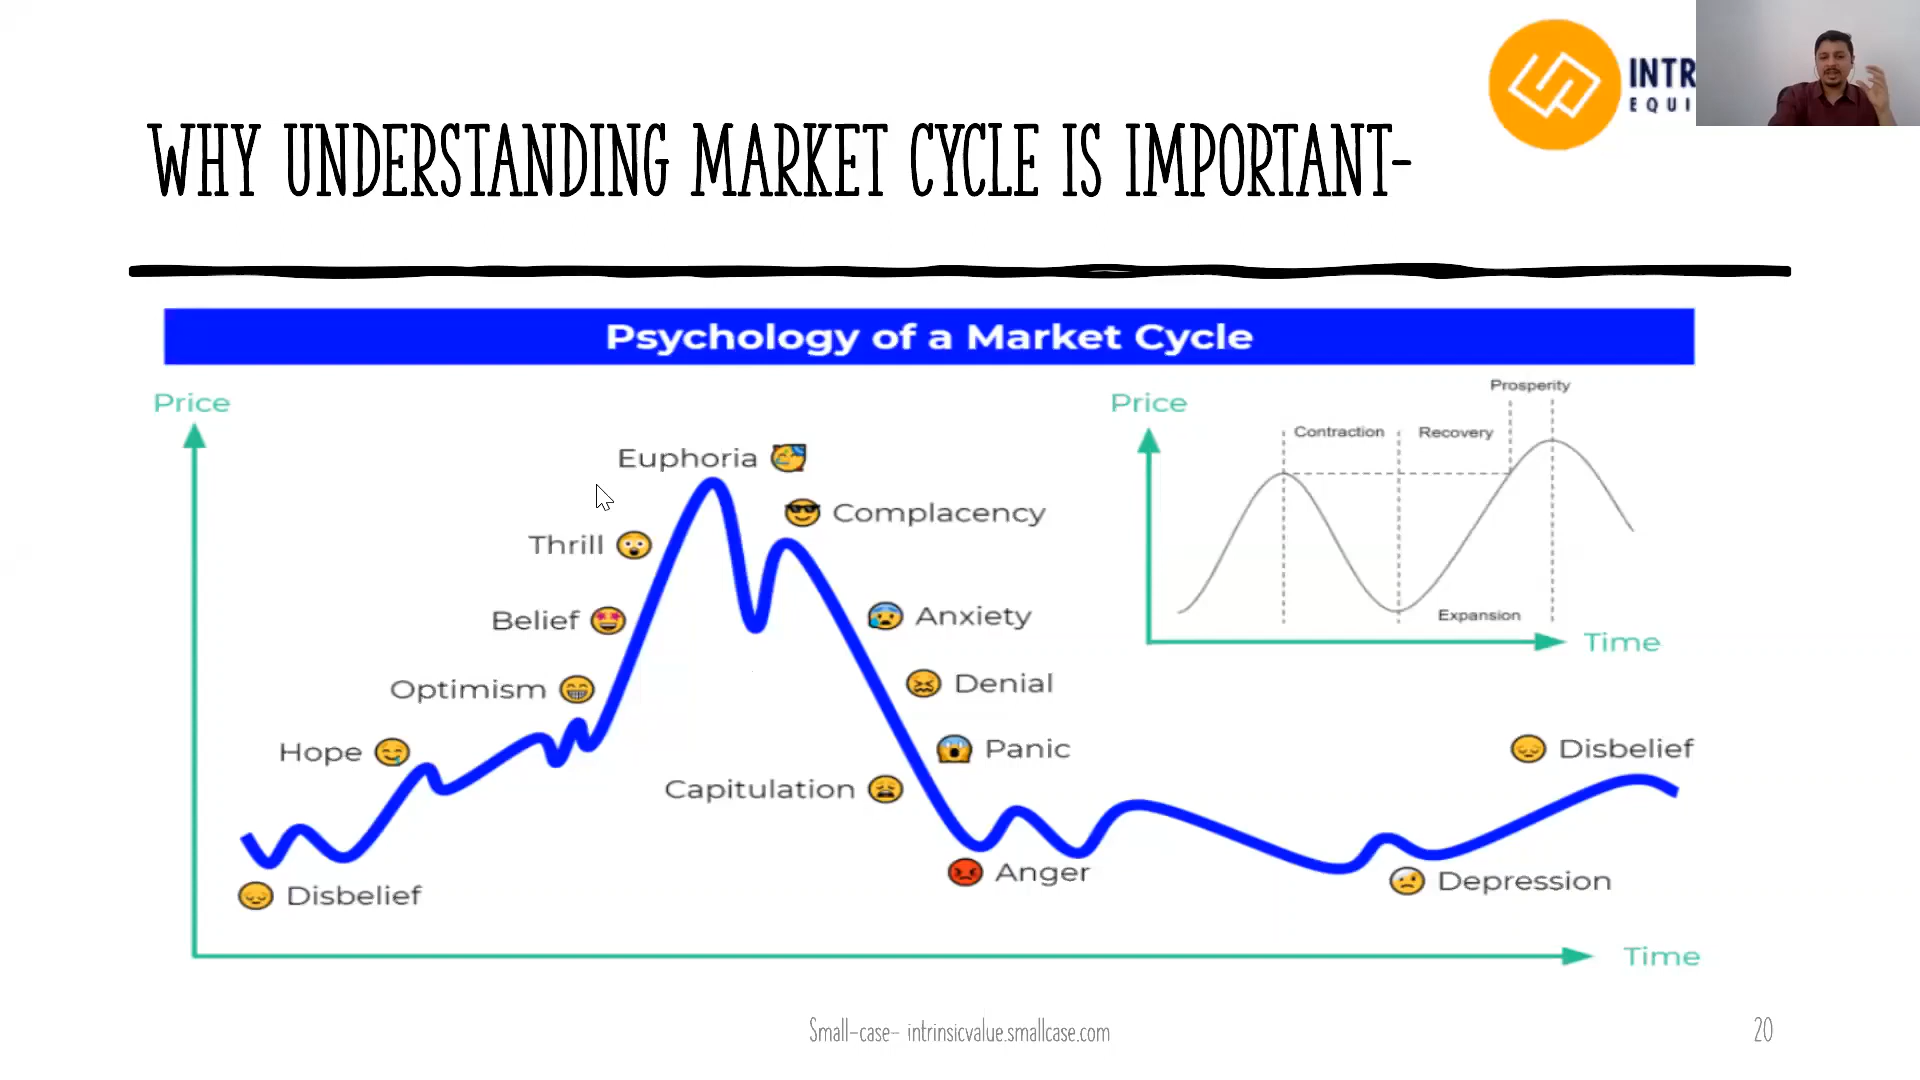 INTR
EQUI
WHY UNDERSTANDING MARKET CYCLE IS IMPORTANT-
Psychology of a Market Cycle
Price
Euphoria
Complacency
Thrill
Belief
Anxiety
Optimism
Denial
Hope
Panic
Capitulation
Disbelief
Anger
Depression
Disbelief
Time
Price
Prosperity
Contraction
Recovery
Expansion
Time
Small-case- intrinsicvalue.smallcase.com
20